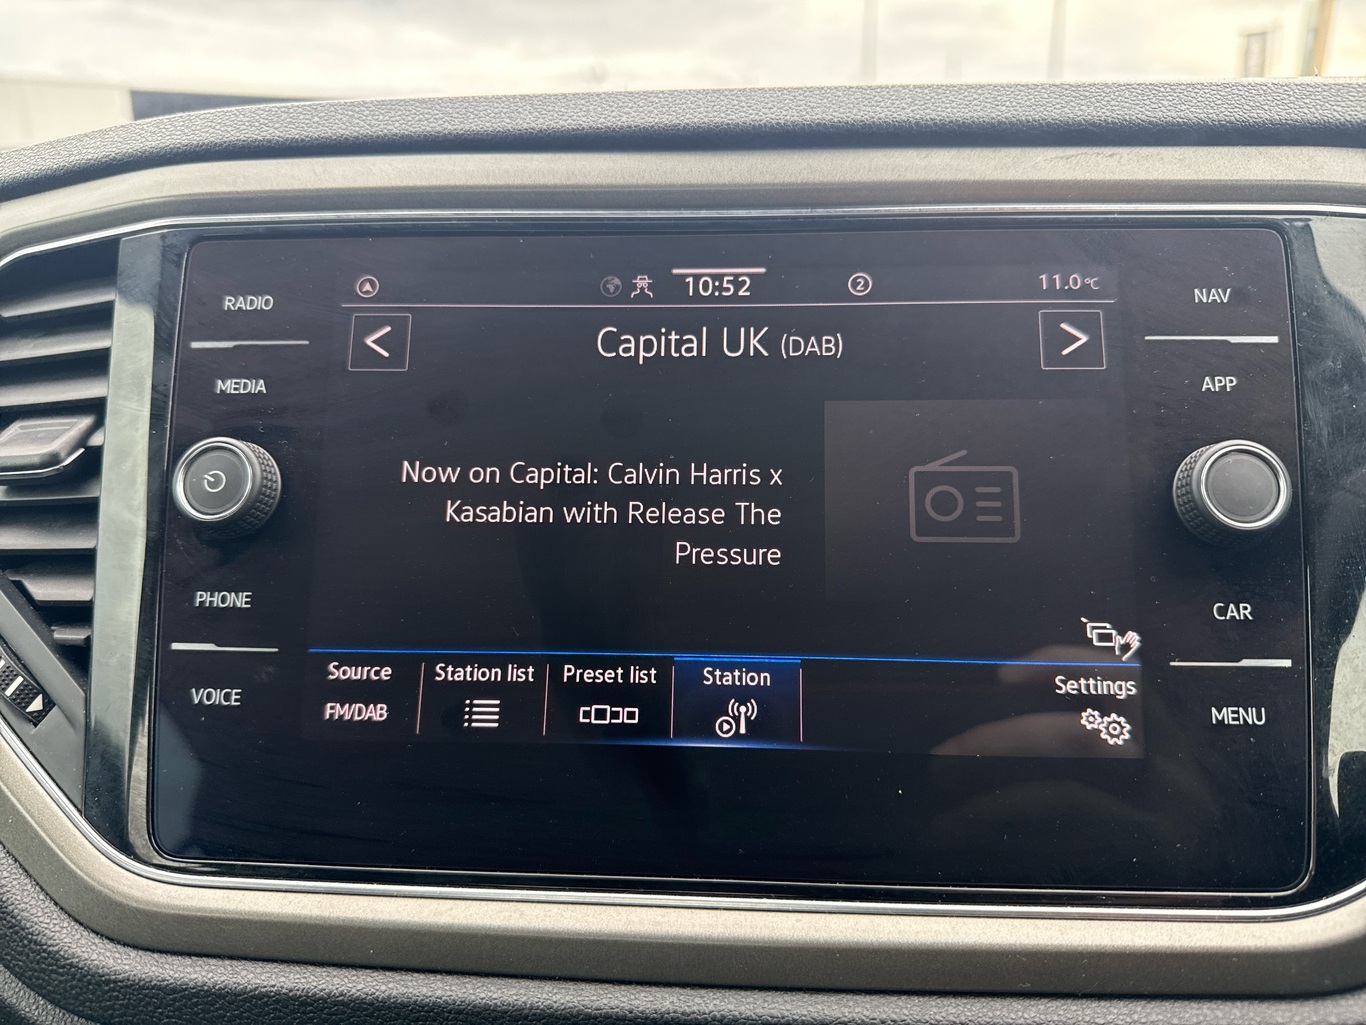 RADIO
MEDIA
PHONE
VOICE
10:52
2
11.0°C
Capital UK (DAB)
Now on Capital: Calvin Harris x
Kasabian with Release The
Pressure
Source
FM/DAB
Station list
Preset list
Station
Settings
NAV
APP
CAR
MENU